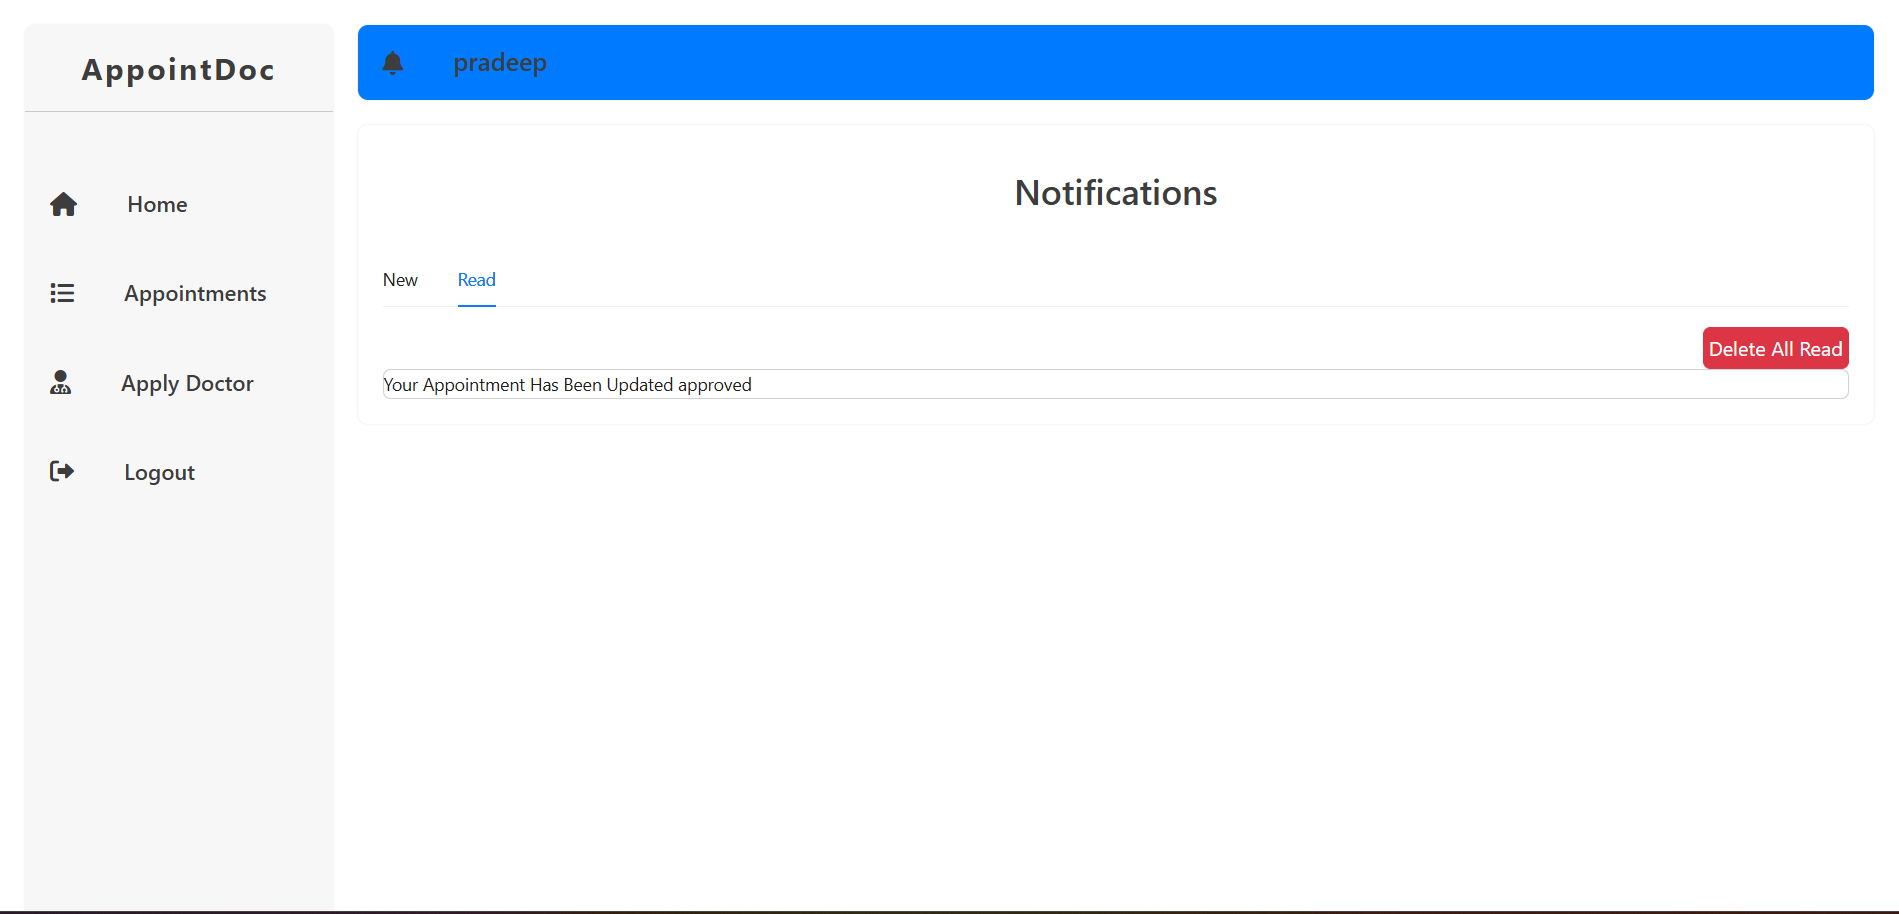 AppointDoc
Home
Appointments
Apply Doctor
Logout
pradeep
Notifications
New
Read
Delete All Read
Your Appointment Has Been Updated approved